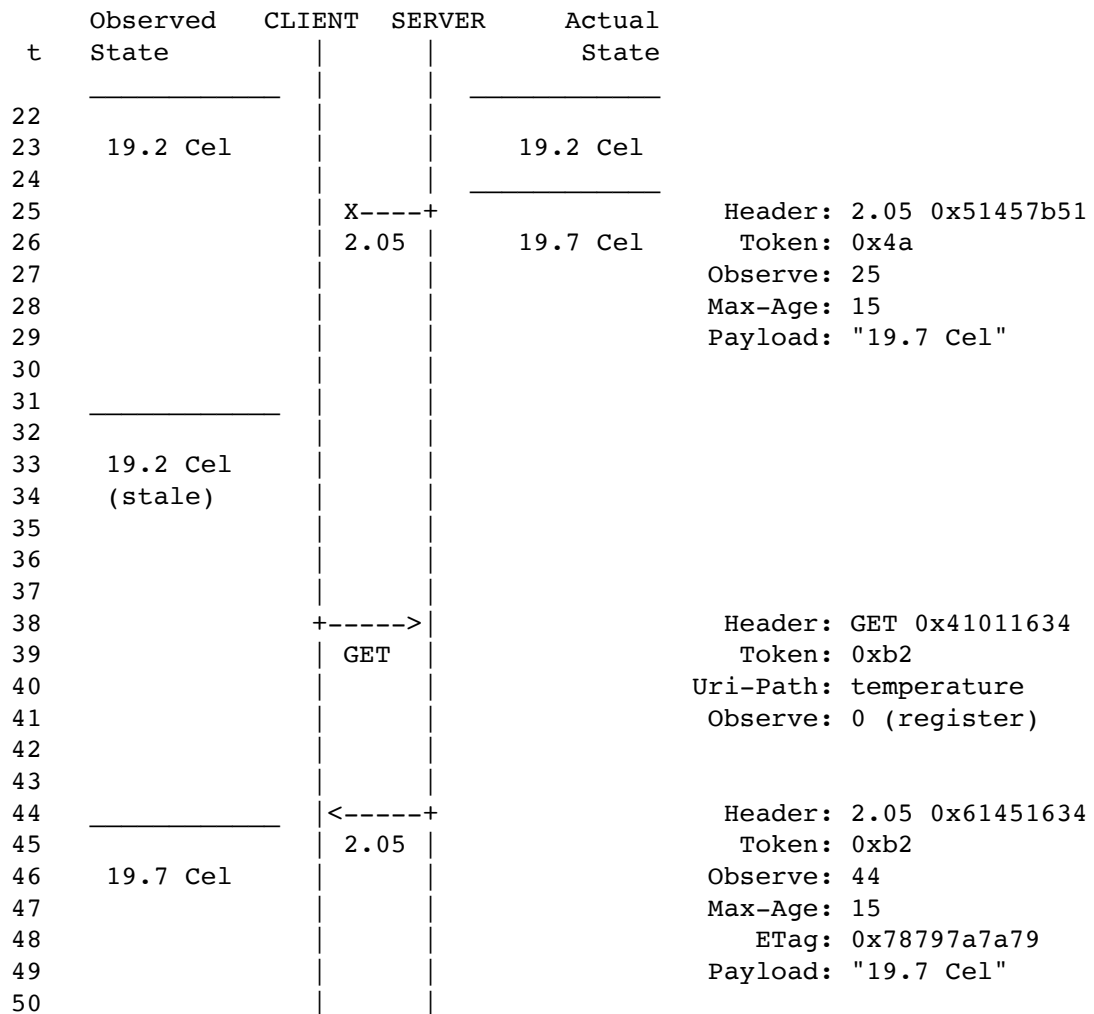 Observed   CLIENT  SERVER     Actual
 t   State         |      |         State
     ____________  |      |  ____________
22                 |      |
23    19.2 Cel     |      |     19.2 Cel
24                 |      |  ____________
25                 | X----+                  Header: 2.05 0x51457b51
26                 | 2.05 |     19.7 Cel      Token: 0x4a
27                 |      |                 Observe: 25
28                 |      |                 Max-Age: 15
29                 |      |                 Payload: "19.7 Cel"
30                 |      |
31   ____________  |      |
32                 |      |
33    19.2 Cel     |      |
34    (stale)      |      |
35                 |      |
36                 |      |
37                 |      |
38                 +----->|                  Header: GET 0x41011634
39                 | GET  |                   Token: 0xb2
40                 |      |                Uri-Path: temperature
41                 |      |                 Observe: 0 (register)
42                 |      |
43                 |      |
44   ____________  |<-----+                  Header: 2.05 0x61451634
45                 | 2.05 |                   Token: 0xb2
46    19.7 Cel     |      |                 Observe: 44
47                 |      |                 Max-Age: 15
48                 |      |                    ETag: 0x78797a7a79
49                 |      |                 Payload: "19.7 Cel"
50                 |      |